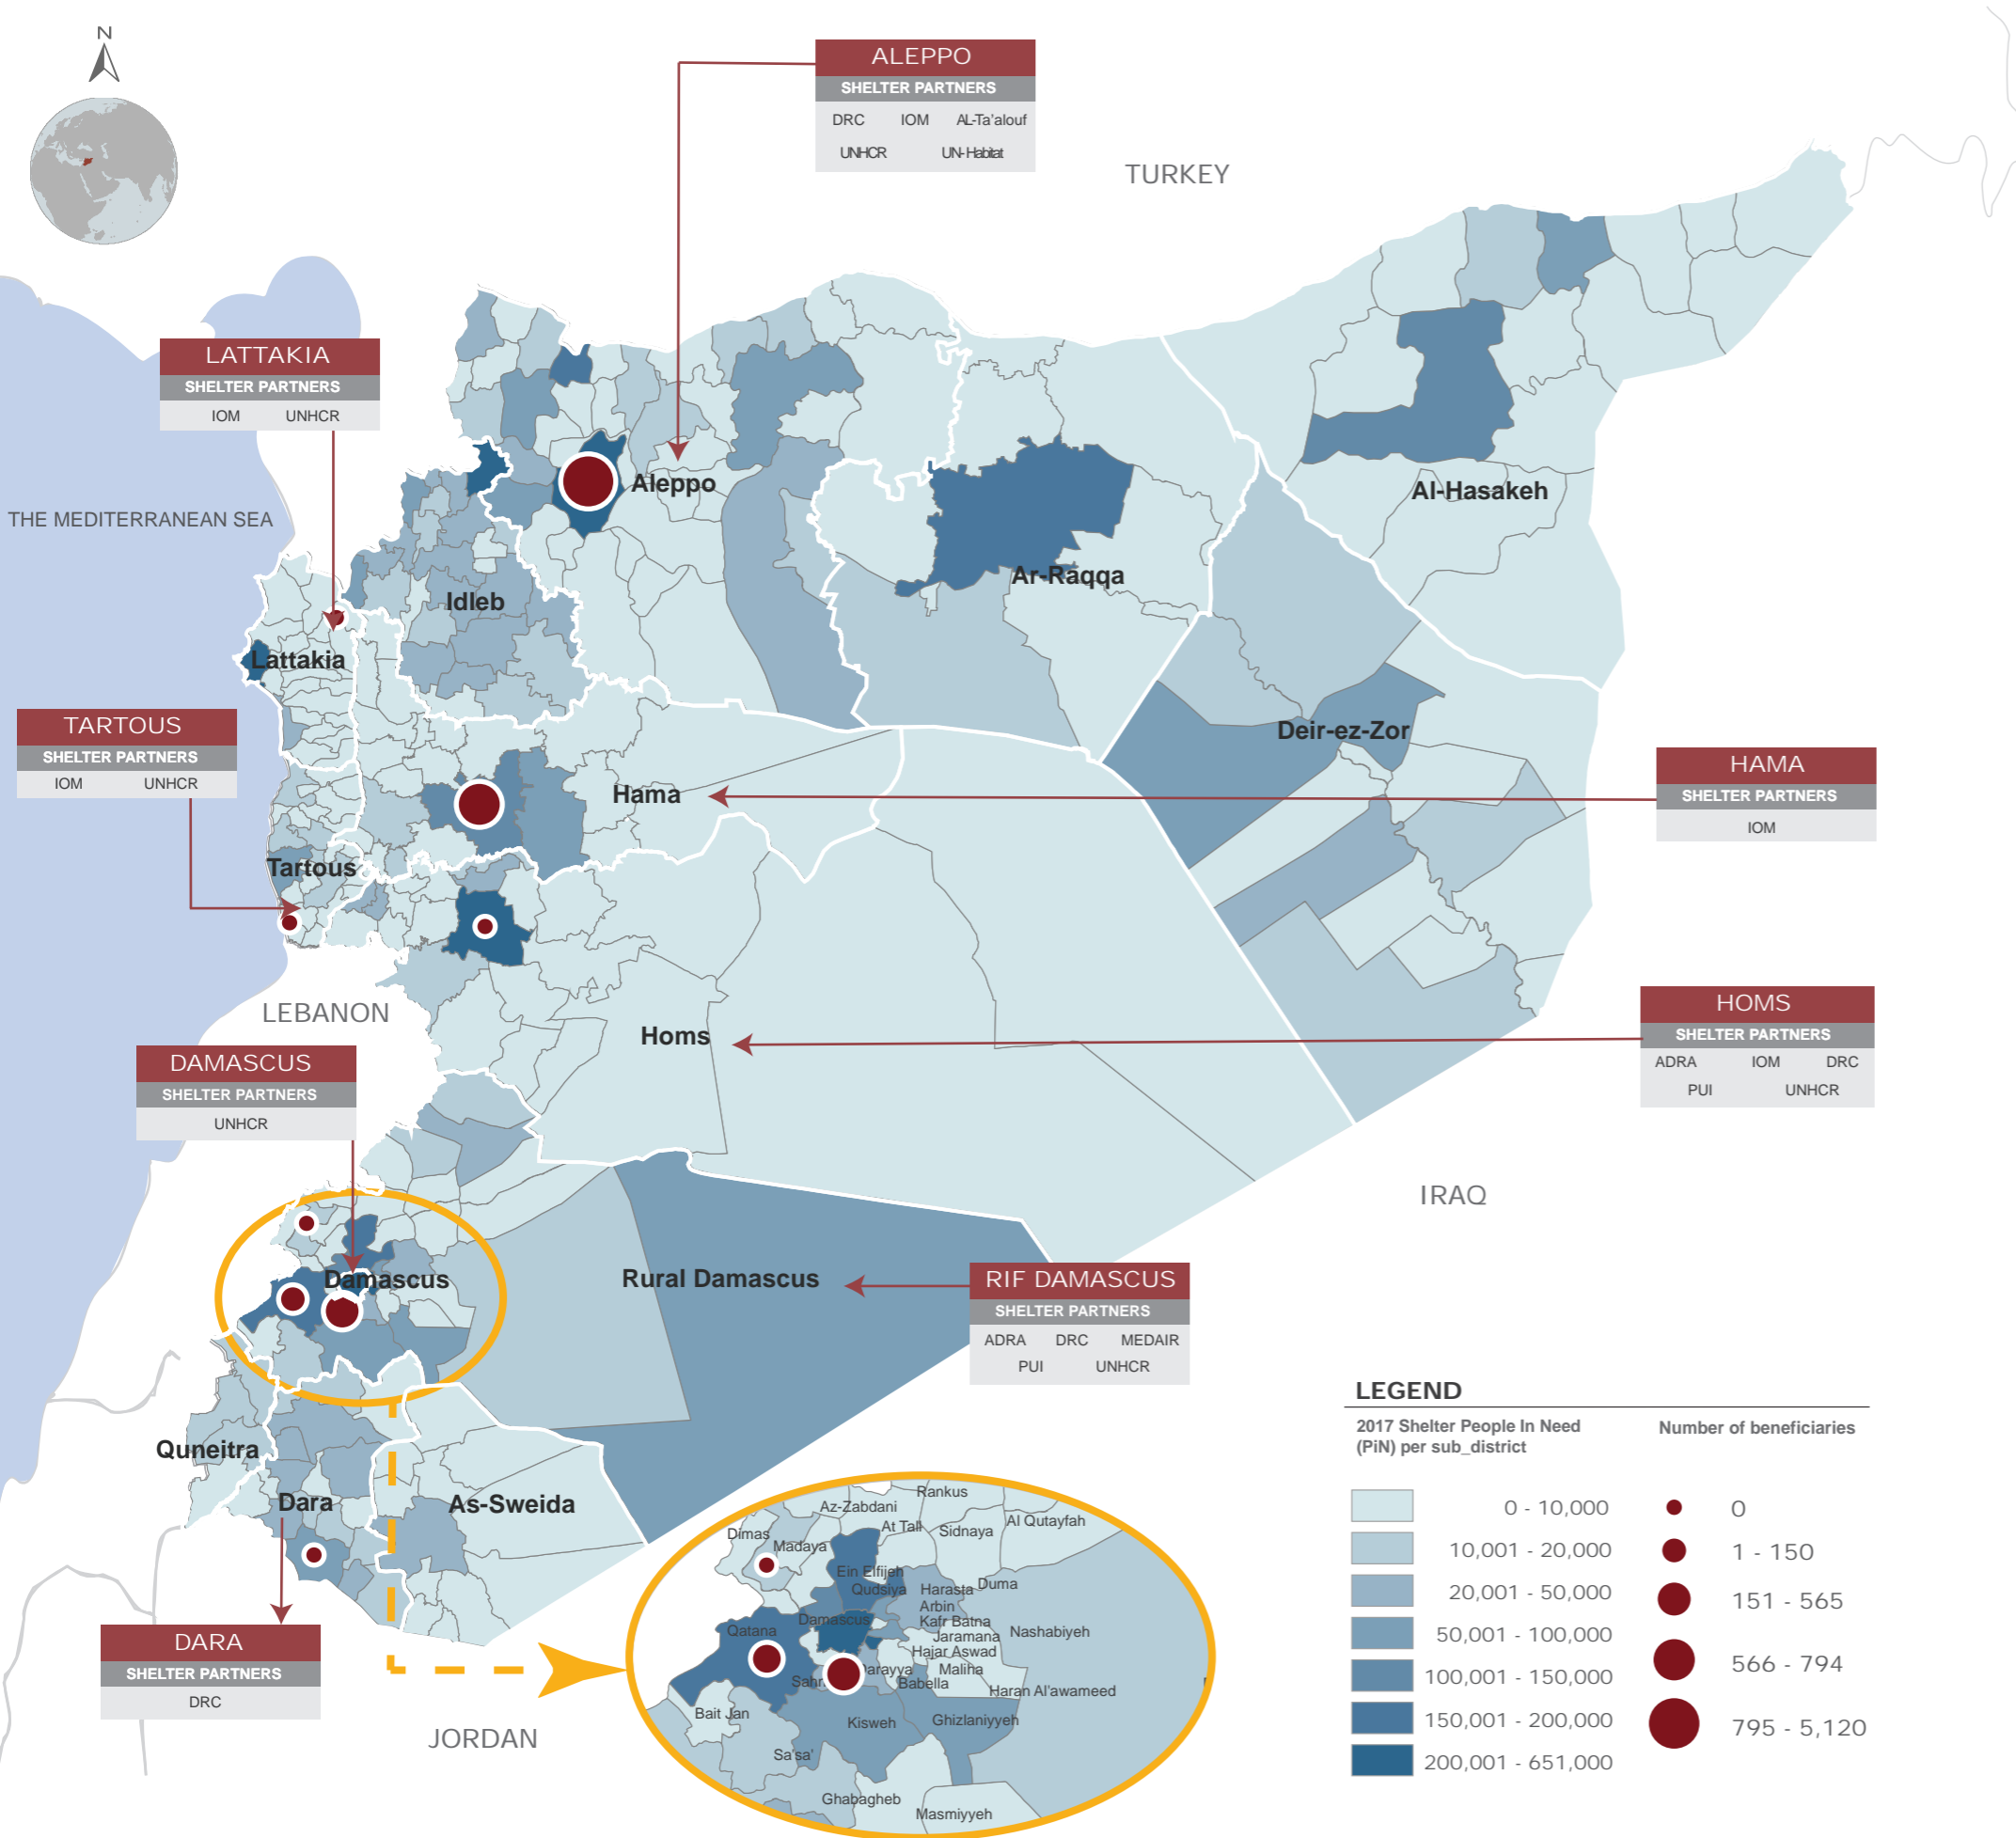 N
ALEPPO
SHELTER PARTNERS
DRC IOM AL-Ta'alouf
UNHCR UN-Habitat
TURKEY
LATTAKIA
SHELTER PARTNERS
IOM UNHCR
THE MEDITERRANEAN SEA
Aleppo
Al-Hasakeh
Ar-Raqqa
Idleb
Lattakia
TARTOUS
SHELTER PARTNERS
IOM UNHCR
Deir-ez-Zor
HAMA
SHELTER PARTNERS
IOM
Hama
Tartous
LEBANON
Homs
HOMS
SHELTER PARTNERS
ADRA IOM DRC
PUI UNHCR
DAMASCUS
SHELTER PARTNERS
UNHCR
IRAQ
Damascus
Rural Damascus
RIF DAMASCUS
SHELTER PARTNERS
ADRA DRC MEDAIR
PUI UNHCR
Quneitra
Dara
As-Sweida
DARA
SHELTER PARTNERS
DRC
JORDAN
Rankus
Az-Zabdani
Al Qutayfah
At Tall
Sidnaya
Dimas
Madaya
Ein Elfijeh
Qudsiya
Harasta
Duma
Arbin
Damascus
Kafr Batna
Qatana
Jaramana
Nashabiyeh
Hajar Aswad
Maliha
Babella
Haran Al'awameed
Bait Jan
Kisweh
Ghizlaniyyeh
Sa'sa'
Ghabagheb
Masmiyyeh
LEGEND
2017 Shelter People In Need
(PiN) per sub_district
0 - 10,000
10,001 - 20,000
20,001 - 50,000
50,001 - 100,000
100,001 - 150,000
150,001 - 200,000
200,001 - 651,000
Number of beneficiaries
0
1 - 150
151 - 565
566 - 794
795 - 5,120